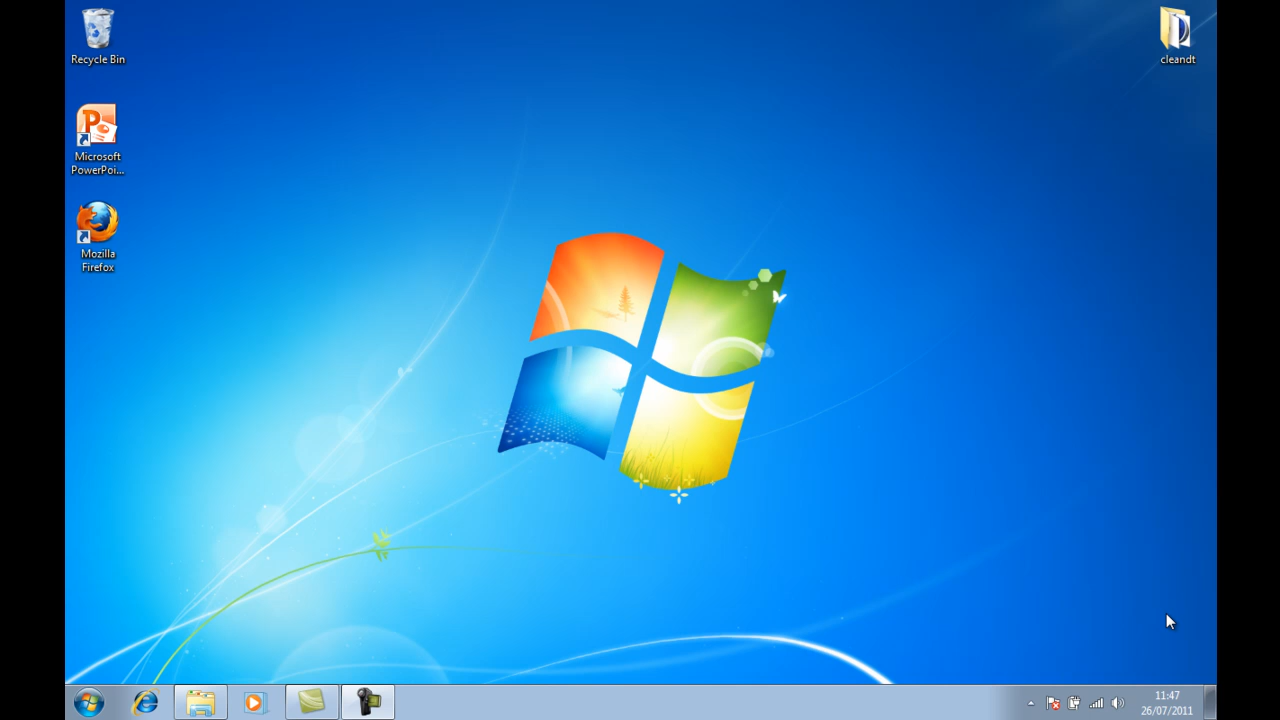 Recycle Bin
cleandt
Microsoft
PowerPoi...
Mozilla
Firefox
11:47
26/07/2011